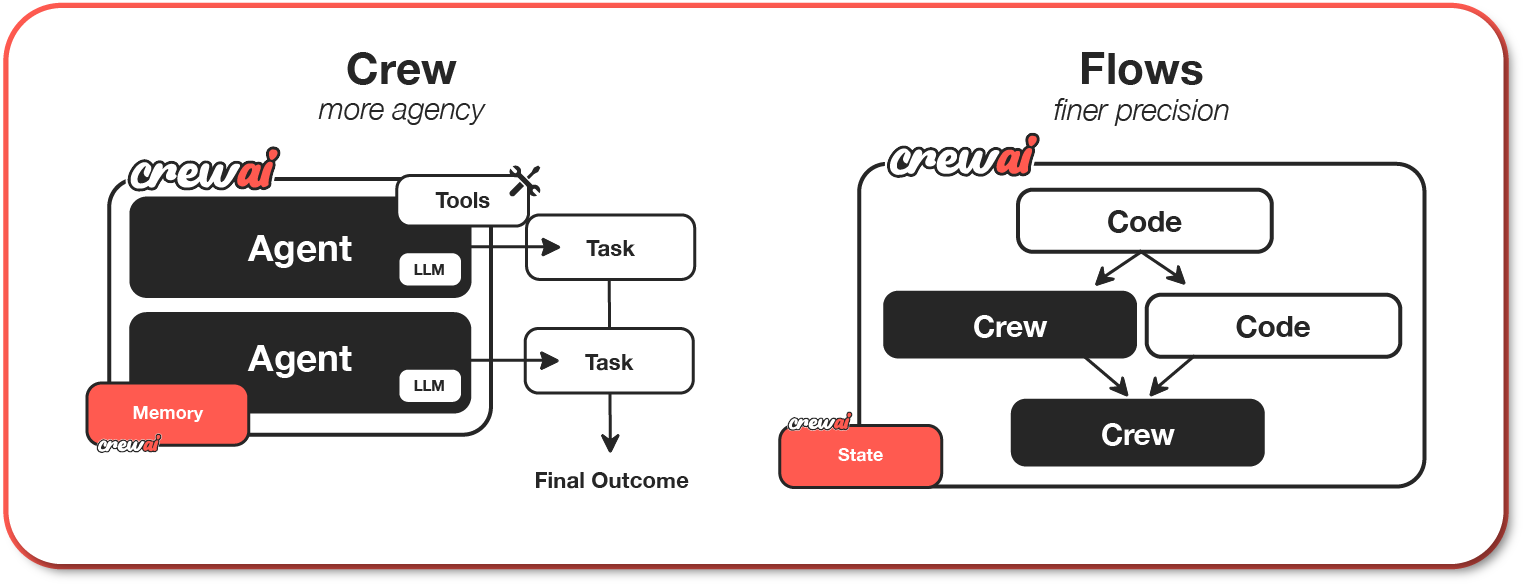 Crew
more agency
crewai
Tools
Agent
LLM
Task
Agent
LLM
Task
Memory
crewai
Final Outcome
Flows
finer precision
crewai
Code
Crew
Code
Crew
crewai
State